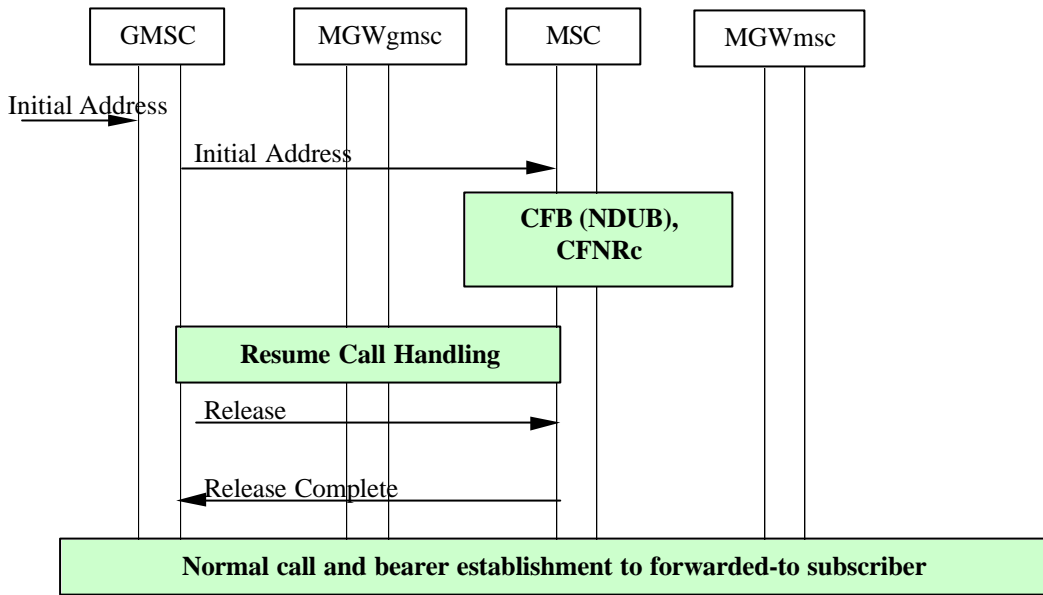 GMSC MGWgmsc MSC MGWmsc
Initial Address
Initial Address
CFB (NDUB),
CFNRc
Resume Call Handling
Release
Release Complete
Normal call and bearer establishment to forwarded-to subscriber